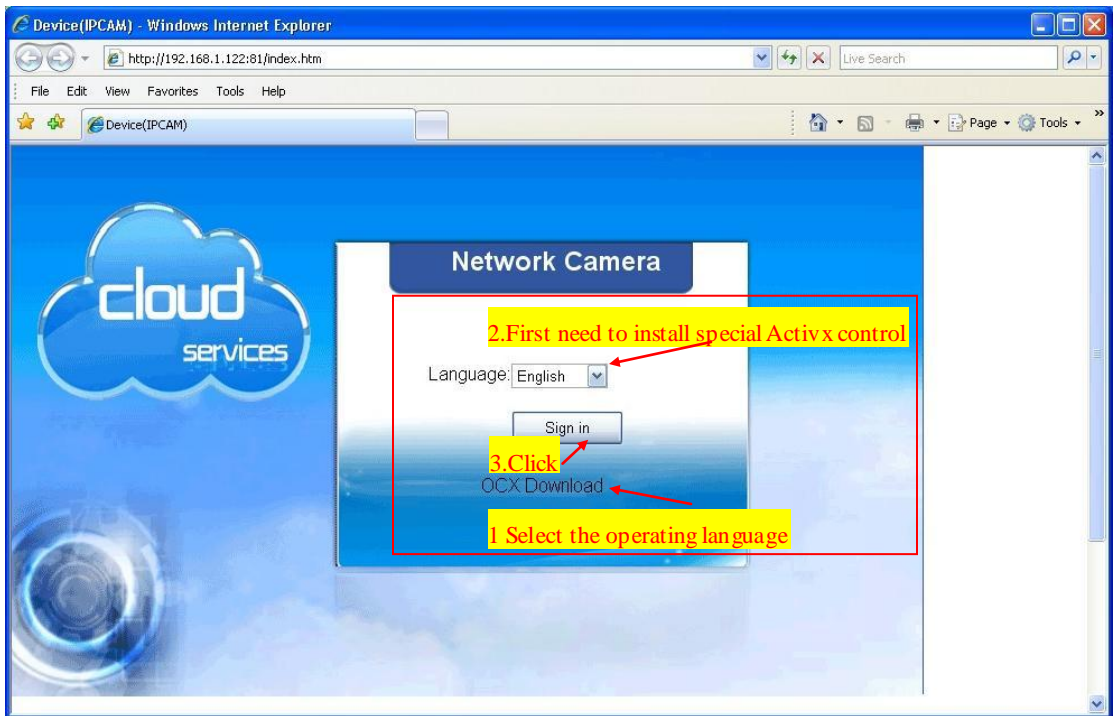 Device(IPCAM) - Windows Internet Explorer
http://192.168.1.122:81/index.htm
Live Search
File Edit View Favorites Tools Help
Device(IPCAM)
Page Tools »
cloud
services
Network Camera
2.First need to install special Activx control
Language: English
Sign in
3.Click
OCX Download
1 Select the operating language